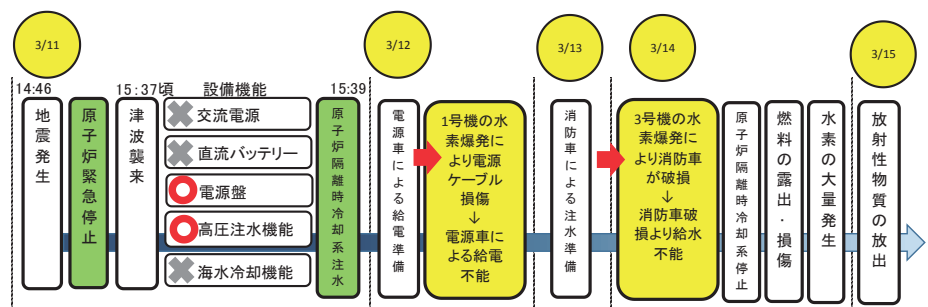 3/11
3/12
3/13
3/14
3/15
14:46
15:37頃
設備機能
15:39
地震発生
原子炉緊急停止
津波襲来
交流電源
直流バッテリー
電源盤
高圧注水機能
海水冷却機能
原子炉隔離時冷却系注水
電源車による給電準備
1号機の水
素爆発に
より電源
ケーブル
損傷
↓
電源車に
よる給電
不能
消防車による注水準備
3号機の水
素爆発に
より消防車
が破損
↓
消防車破
損より給水
不能
原子炉隔離時冷却系停止
燃料の露出・損傷
水素の大量発生
放射性物質の放出